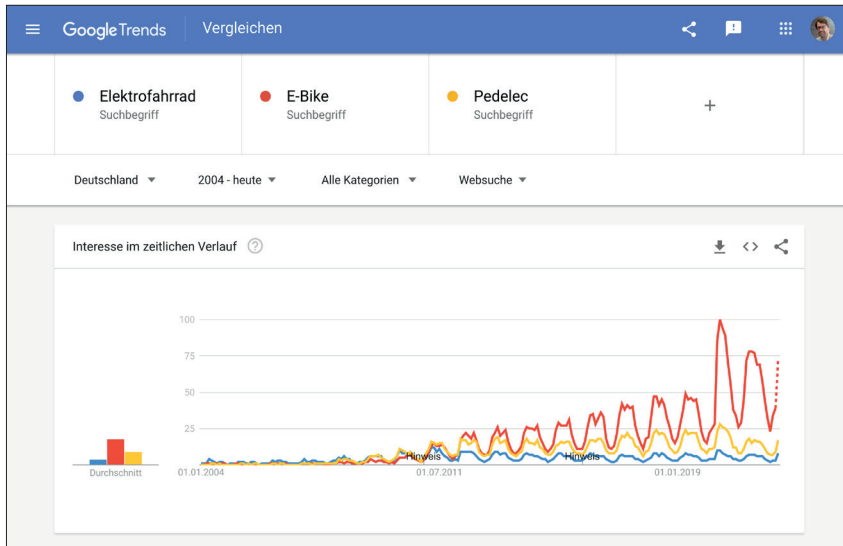 Google Trends Vergleichen
Elektrofahrrad
Suchbegriff
E-Bike
Suchbegriff
Pedelec
Suchbegriff
+
Deutschland
2004 - heute
Alle Kategorien
Websuche
Interesse im zeitlichen Verlauf
100
75
50
25
Hinweis
Hinweis
Durchschnitt
01.01.2004
01.07.2011
01.01.2019